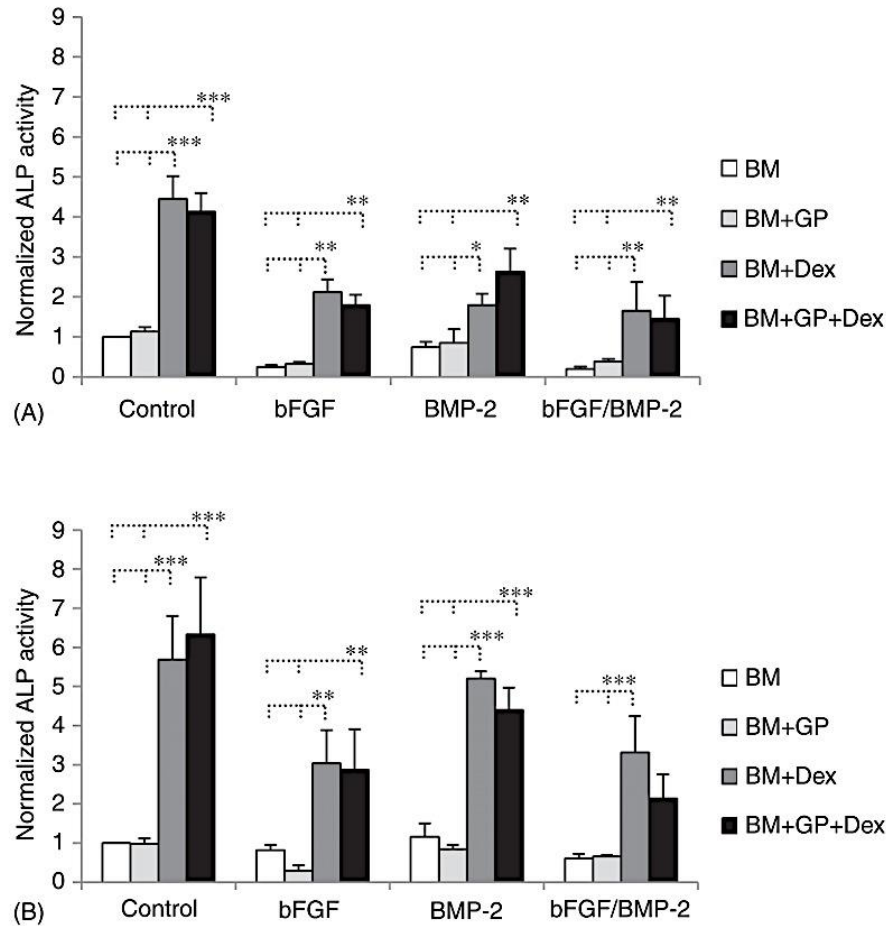 9
8
7
6
5
4
3
2
1
0
Normalized ALP activity
***
***
**
**
**
*
**
**
BM
BM+GP
BM+Dex
BM+GP+Dex
Control bFGF BMP-2 bFGF/BMP-2
(A)
9
8
7
6
5
4
3
2
1
0
Normalized ALP activity
***
***
**
**
***
***
***
BM
BM+GP
BM+Dex
BM+GP+Dex
Control bFGF BMP-2 bFGF/BMP-2
(B)